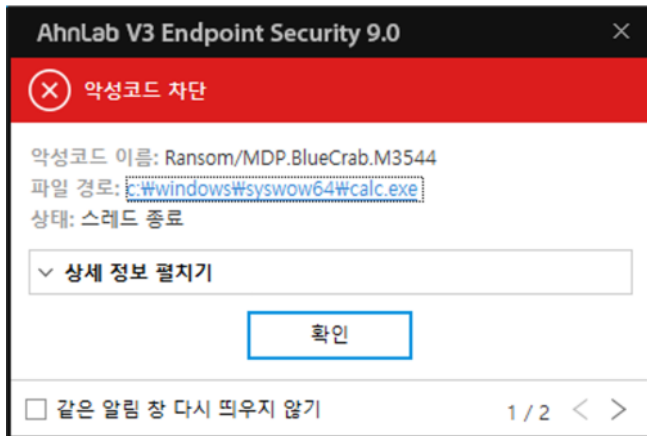 AhnLab V3 Endpoint Security 9.0
악성코드 차단
악성코드 이름: Ransom/MDP.BlueCrab.M3544
파일 경로: c:₩windows₩syswow64₩calc.exe
상태: 스레드 종료
상세 정보 펼치기
확인
같은 알림 창 다시 띄우지 않기
1 / 2